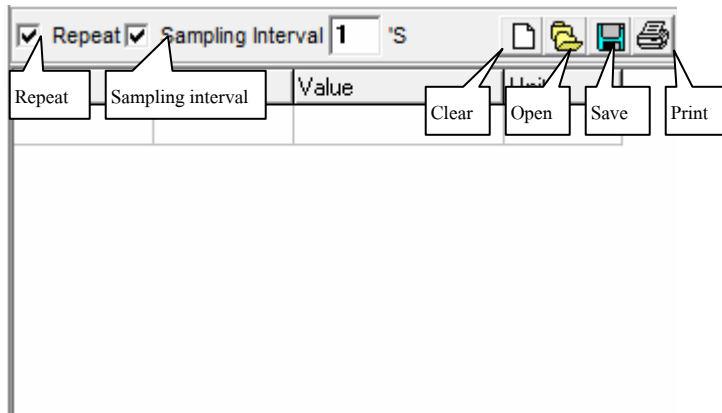 Repeat Sampling Interval 1 'S
Value
Repeat Sampling interval Clear Open Save Print